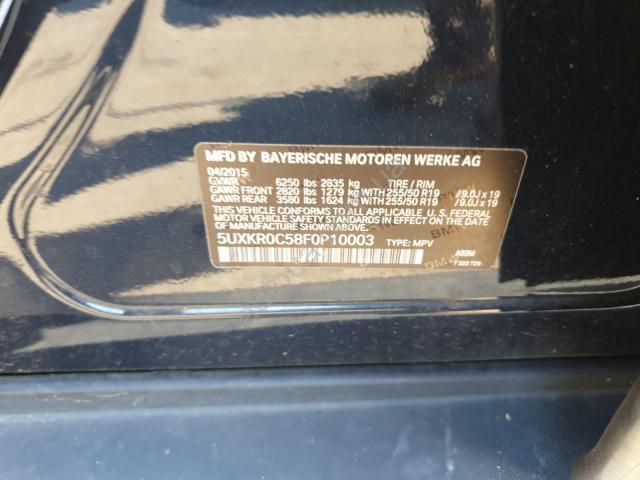 MFD BY BAYERISCHE MOTOREN WERKE AG
04/2015
GVWR 6250 lbs 2835 kg TIRE / RIM
GAWR FRONT 2820 lbs 1279 kg WITH 255/50 R19 /9.0J x 19
GAWR REAR 3580 lbs 1624 kg WITH 255/50 R19 /9.0J x 19
THIS VEHICLE CONFORMS TO ALL APPLICABLE FEDERAL
MOTOR VEHICLE SAFETY STANDARDS IN EFFECT ON THE DATE
OF MANUFACTURE SHOWN ABOVE.
5UXKR0C58F0P10003 TYPE: MPV
A89M